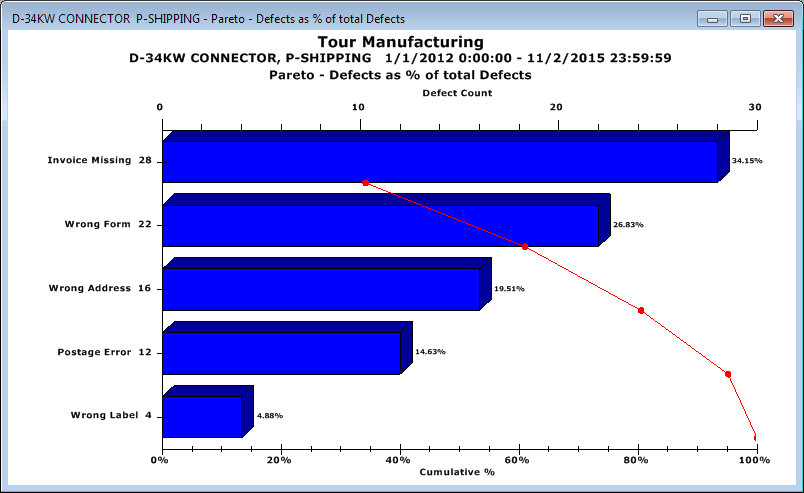 D-34KW CONNECTOR  P-SHIPPING - Pareto - Defects as % of total Defects
Tour Manufacturing
D-34KW CONNECTOR, P-SHIPPING   1/1/2012 0:00:00 - 11/2/2015 23:59:59
Pareto - Defects as % of total Defects
Defect Count
0 10 20 30
Invoice Missing 28 34.15%
Wrong Form 22 26.83%
Wrong Address 16 19.51%
Postage Error 12 14.63%
Wrong Label 4 4.88%
0% 20% 40% 60% 80% 100%
Cumulative %